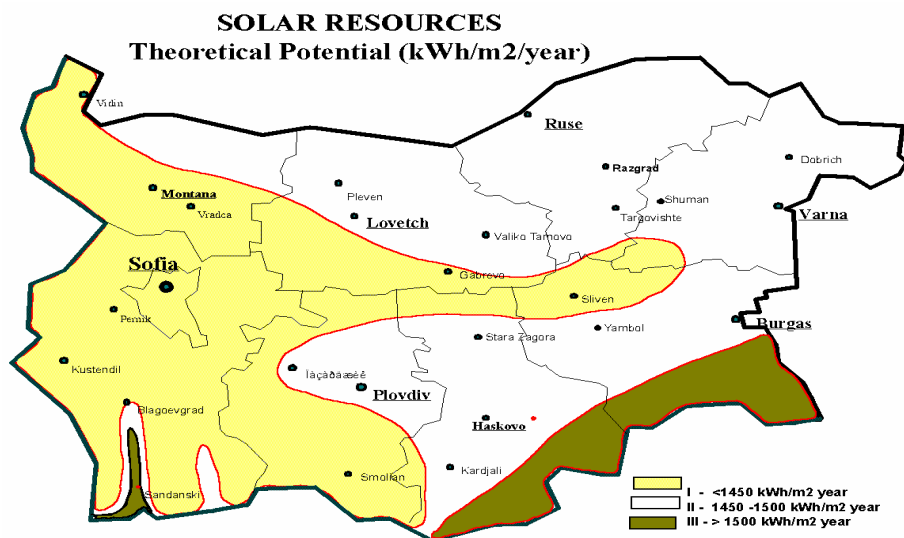 SOLAR RESOURCES
Theoretical Potential (kWh/m2/year)
Vidin
Ruse
Dobrich
Razgrad
Montana
Pleven
Vradca
Shuman
Targovishte
Varna
Lovetch
Valiko Tarnovo
Sofia
Gabrevo
Sliven
Pernik
Burgas
Yambol
Stara Zagora
Kustendil
Ïàçàðäæèê
Plovdiv
Blagoevgrad
Haskovo
Kardjali
Smolian
Sandanski
I - <1450 kWh/m2 year
II - 1450 -1500 kWh/m2 year
III - > 1500 kWh/m2 year